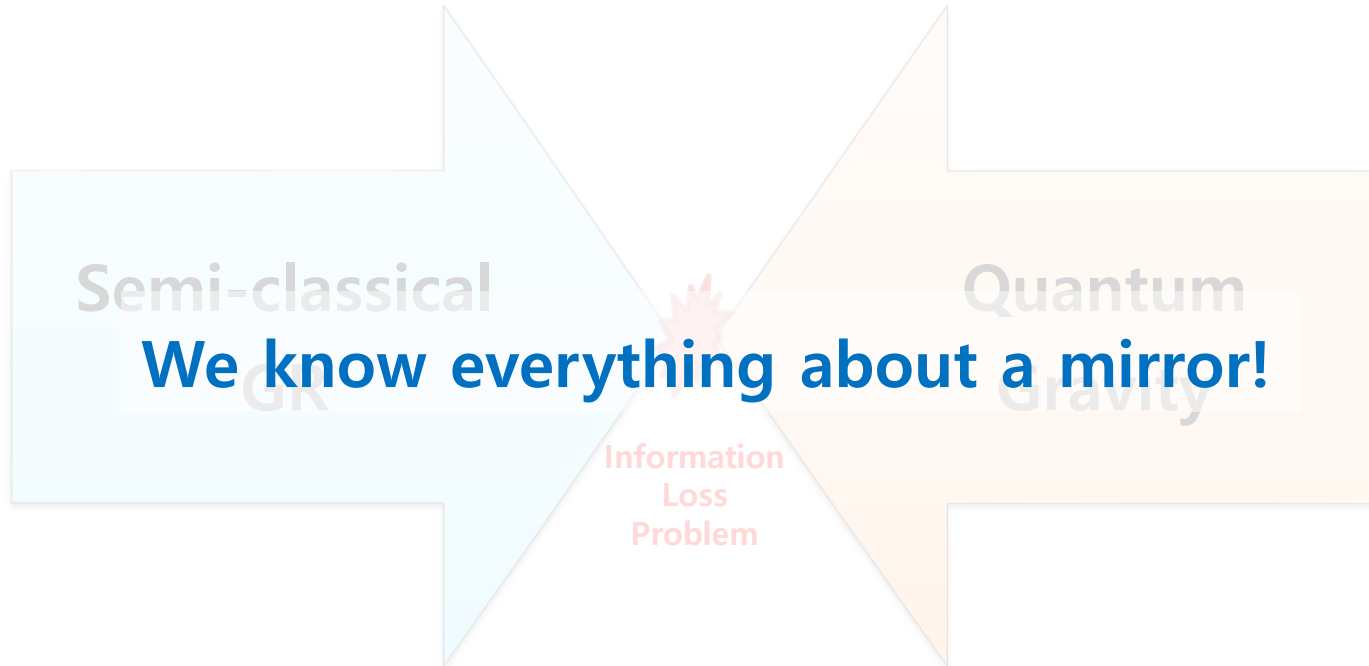 Semi-classical
GR
Quantum
Gravity
We know everything about a mirror!
Information
Loss
Problem